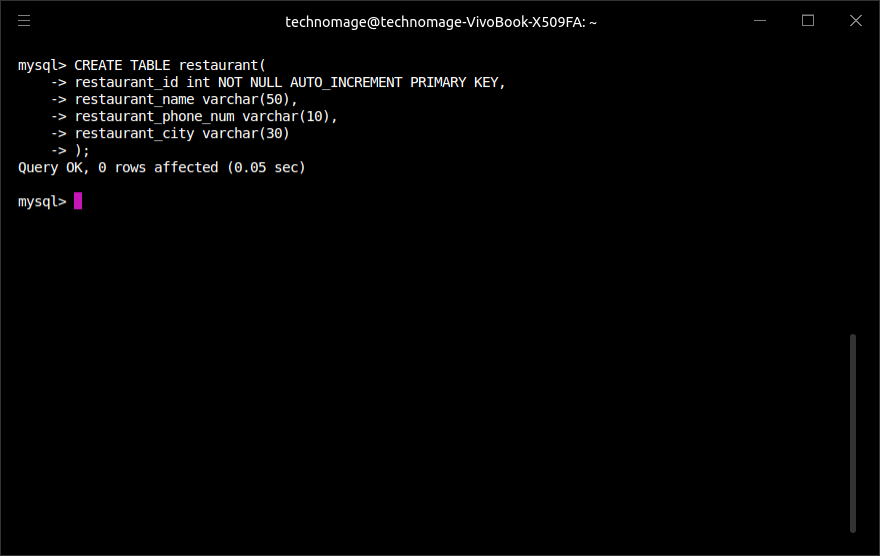 technomage@technomage-VivoBook-X509FA: ~
mysql> CREATE TABLE restaurant(
    -> restaurant_id int NOT NULL AUTO_INCREMENT PRIMARY KEY,
    -> restaurant_name varchar(50),
    -> restaurant_phone_num varchar(10),
    -> restaurant_city varchar(30)
    -> );
Query OK, 0 rows affected (0.05 sec)
mysql>